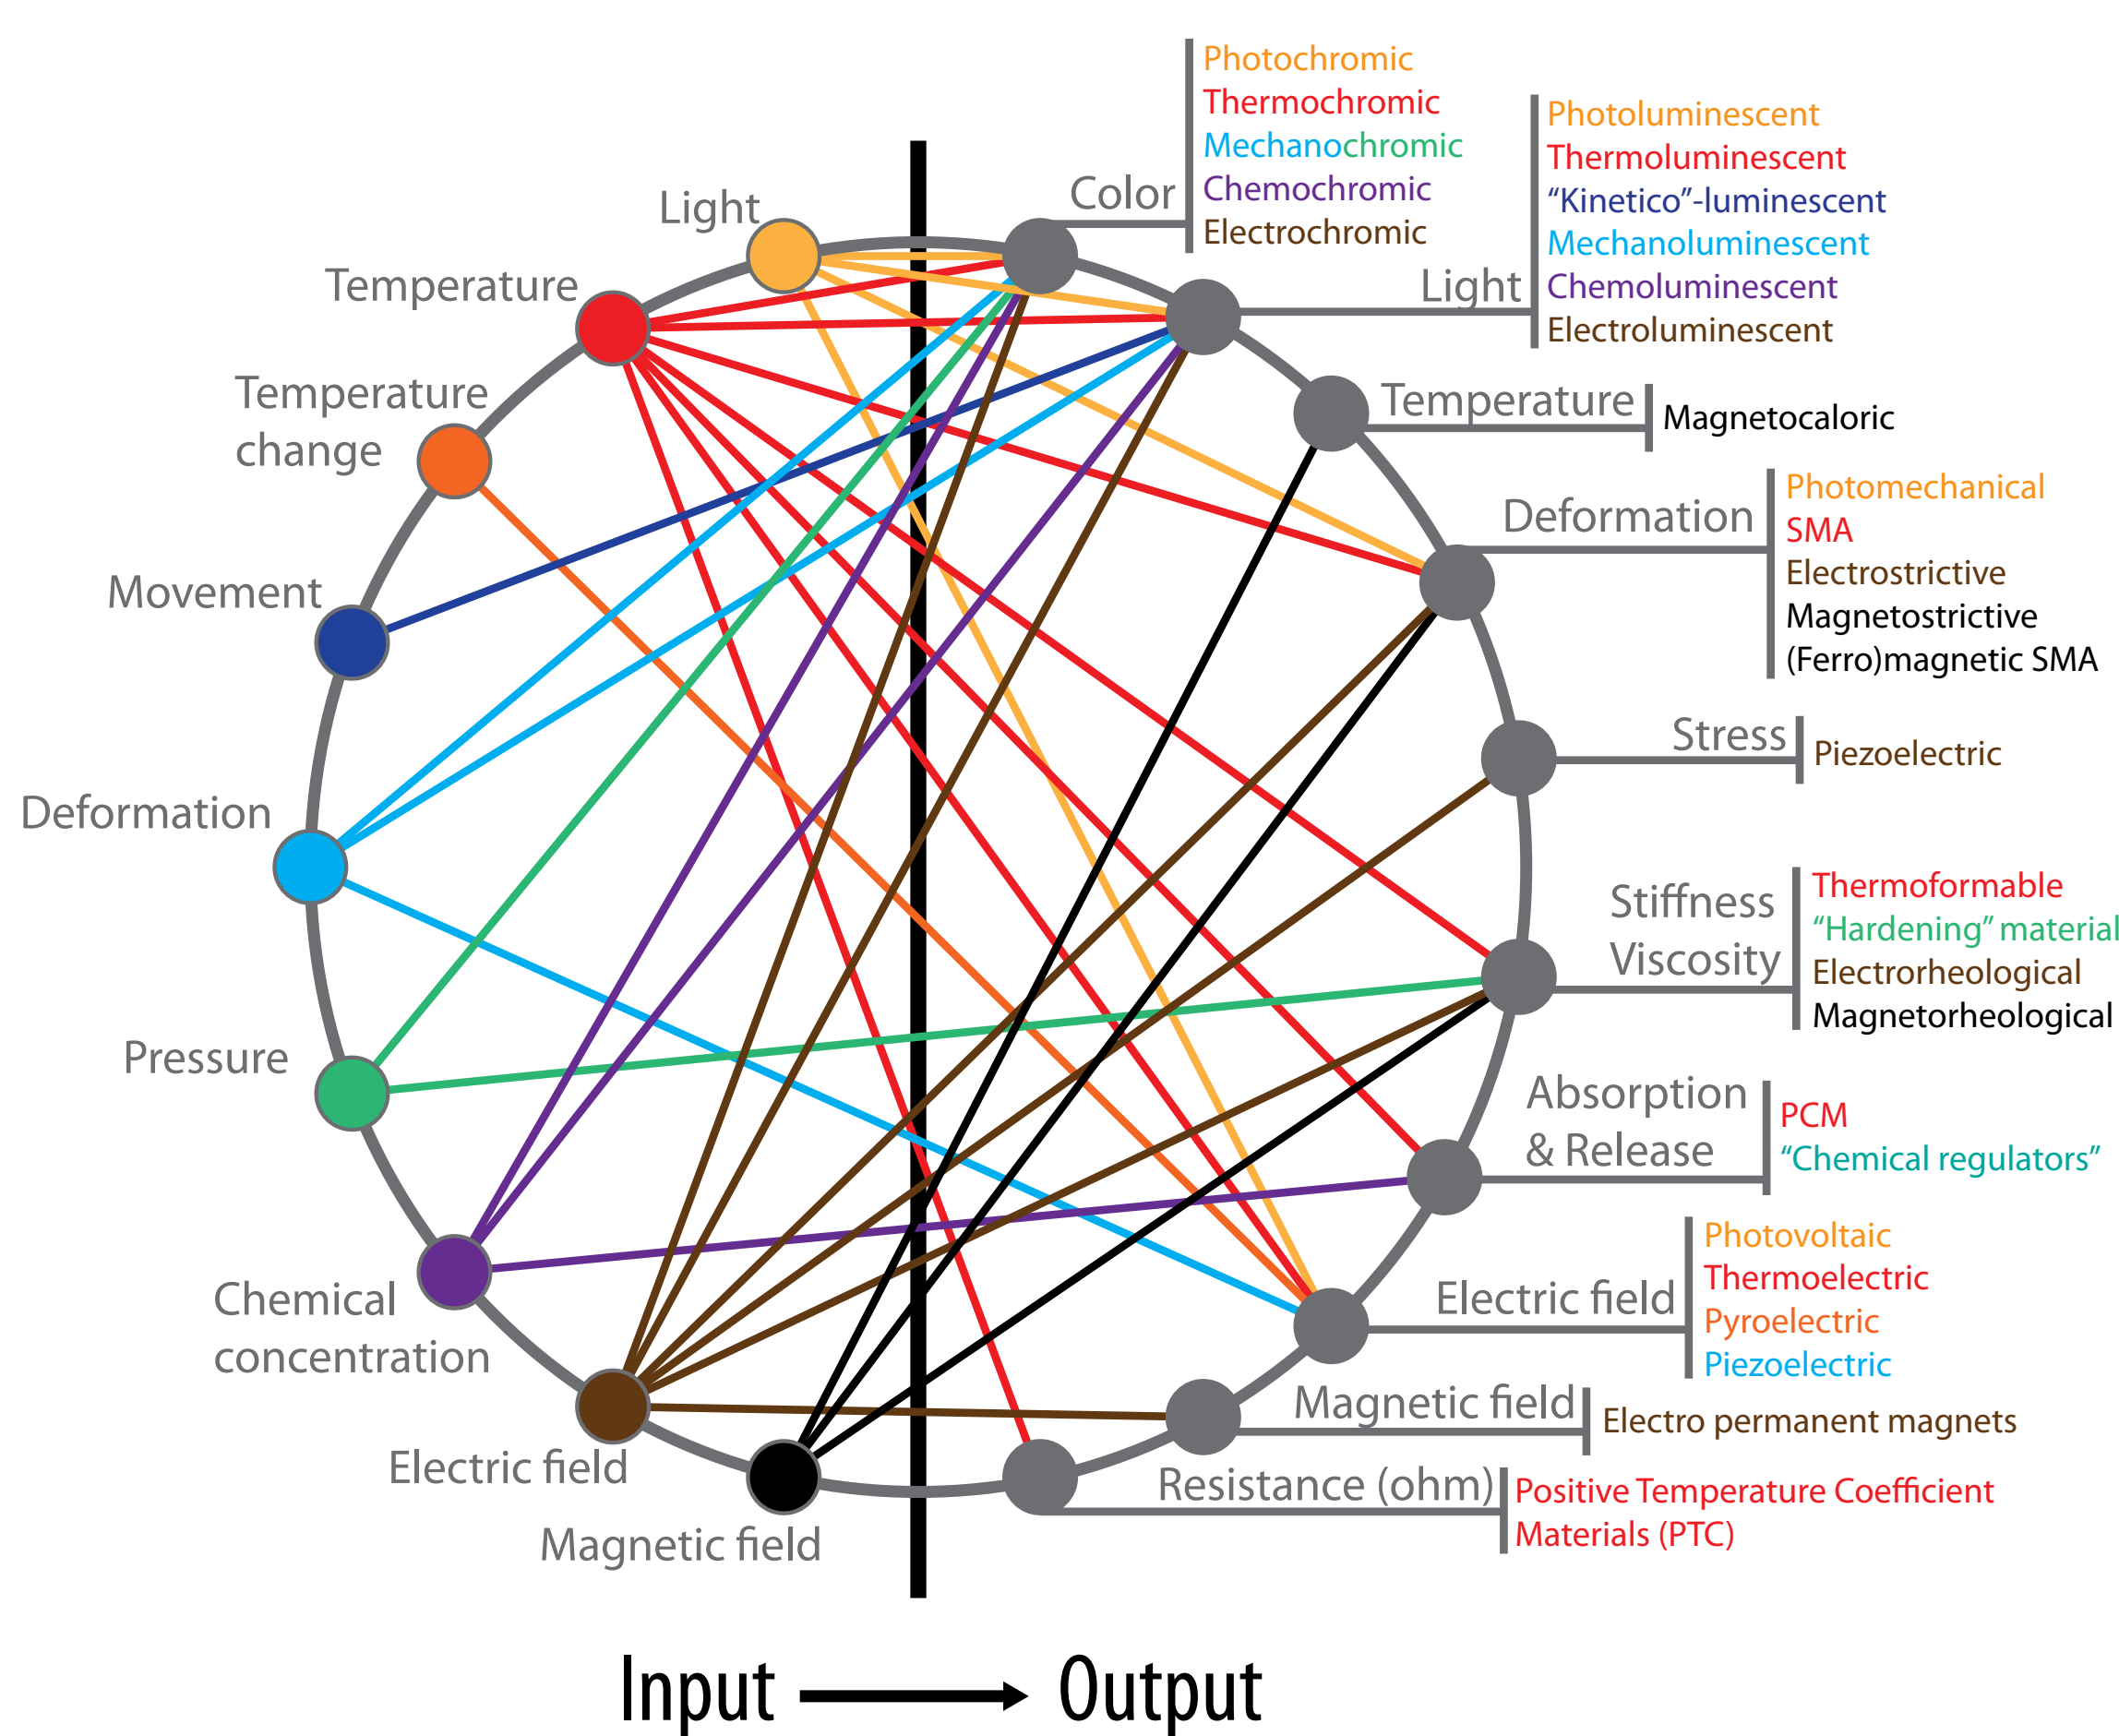 Photochromic
Thermochromic
Mechanochromic
Chemochromic
Electrochromic
Color
Photoluminescent
Thermoluminescent
“Kinetico”-luminescent
Mechanoluminescent
Chemoluminescent
Electroluminescent
Light
Light
Temperature
Temperature
change
Movement
Deformation
Pressure
Chemical
concentration
Electric field
Magnetic field
Temperature
Magnetocaloric
Deformation
Photomechanical
SMA
Electrostrictive
Magnetostrictive
(Ferro)magnetic SMA
Stress
Piezoelectric
Stiffness
Viscosity
Thermoformable
“Hardening” material
Electrorheological
Magnetorheological
Absorption
& Release
PCM
“Chemical regulators”
Electric field
Photovoltaic
Thermoelectric
Pyroelectric
Piezoelectric
Magnetic field
Electro permanent magnets
Resistance (ohm)
Positive Temperature Coefficient
Materials (PTC)
Input
Output